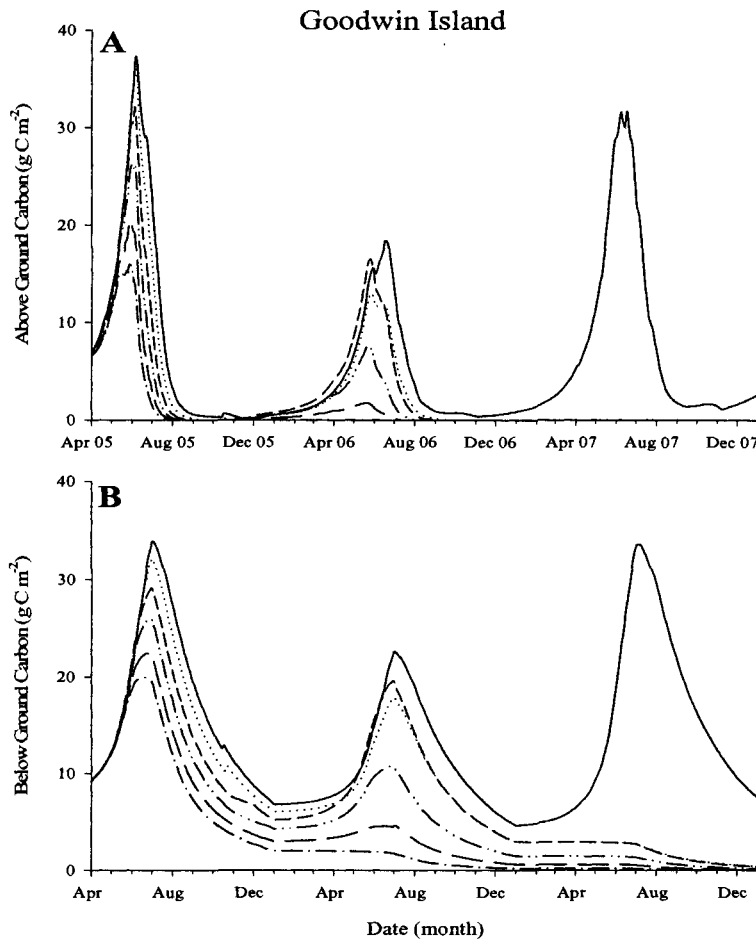 Goodwin Island
A
Above Ground Carbon (g C m-2)
40
30
20
10
0
Apr 05 Aug 05 Dec 05 Apr 06 Aug 06 Dec 06 Apr 07 Aug 07 Dec 07
B
Below Ground Carbon (g C m-2)
40
30
20
10
0
Apr Aug Dec Apr Aug Dec Apr Aug Dec
Date (month)